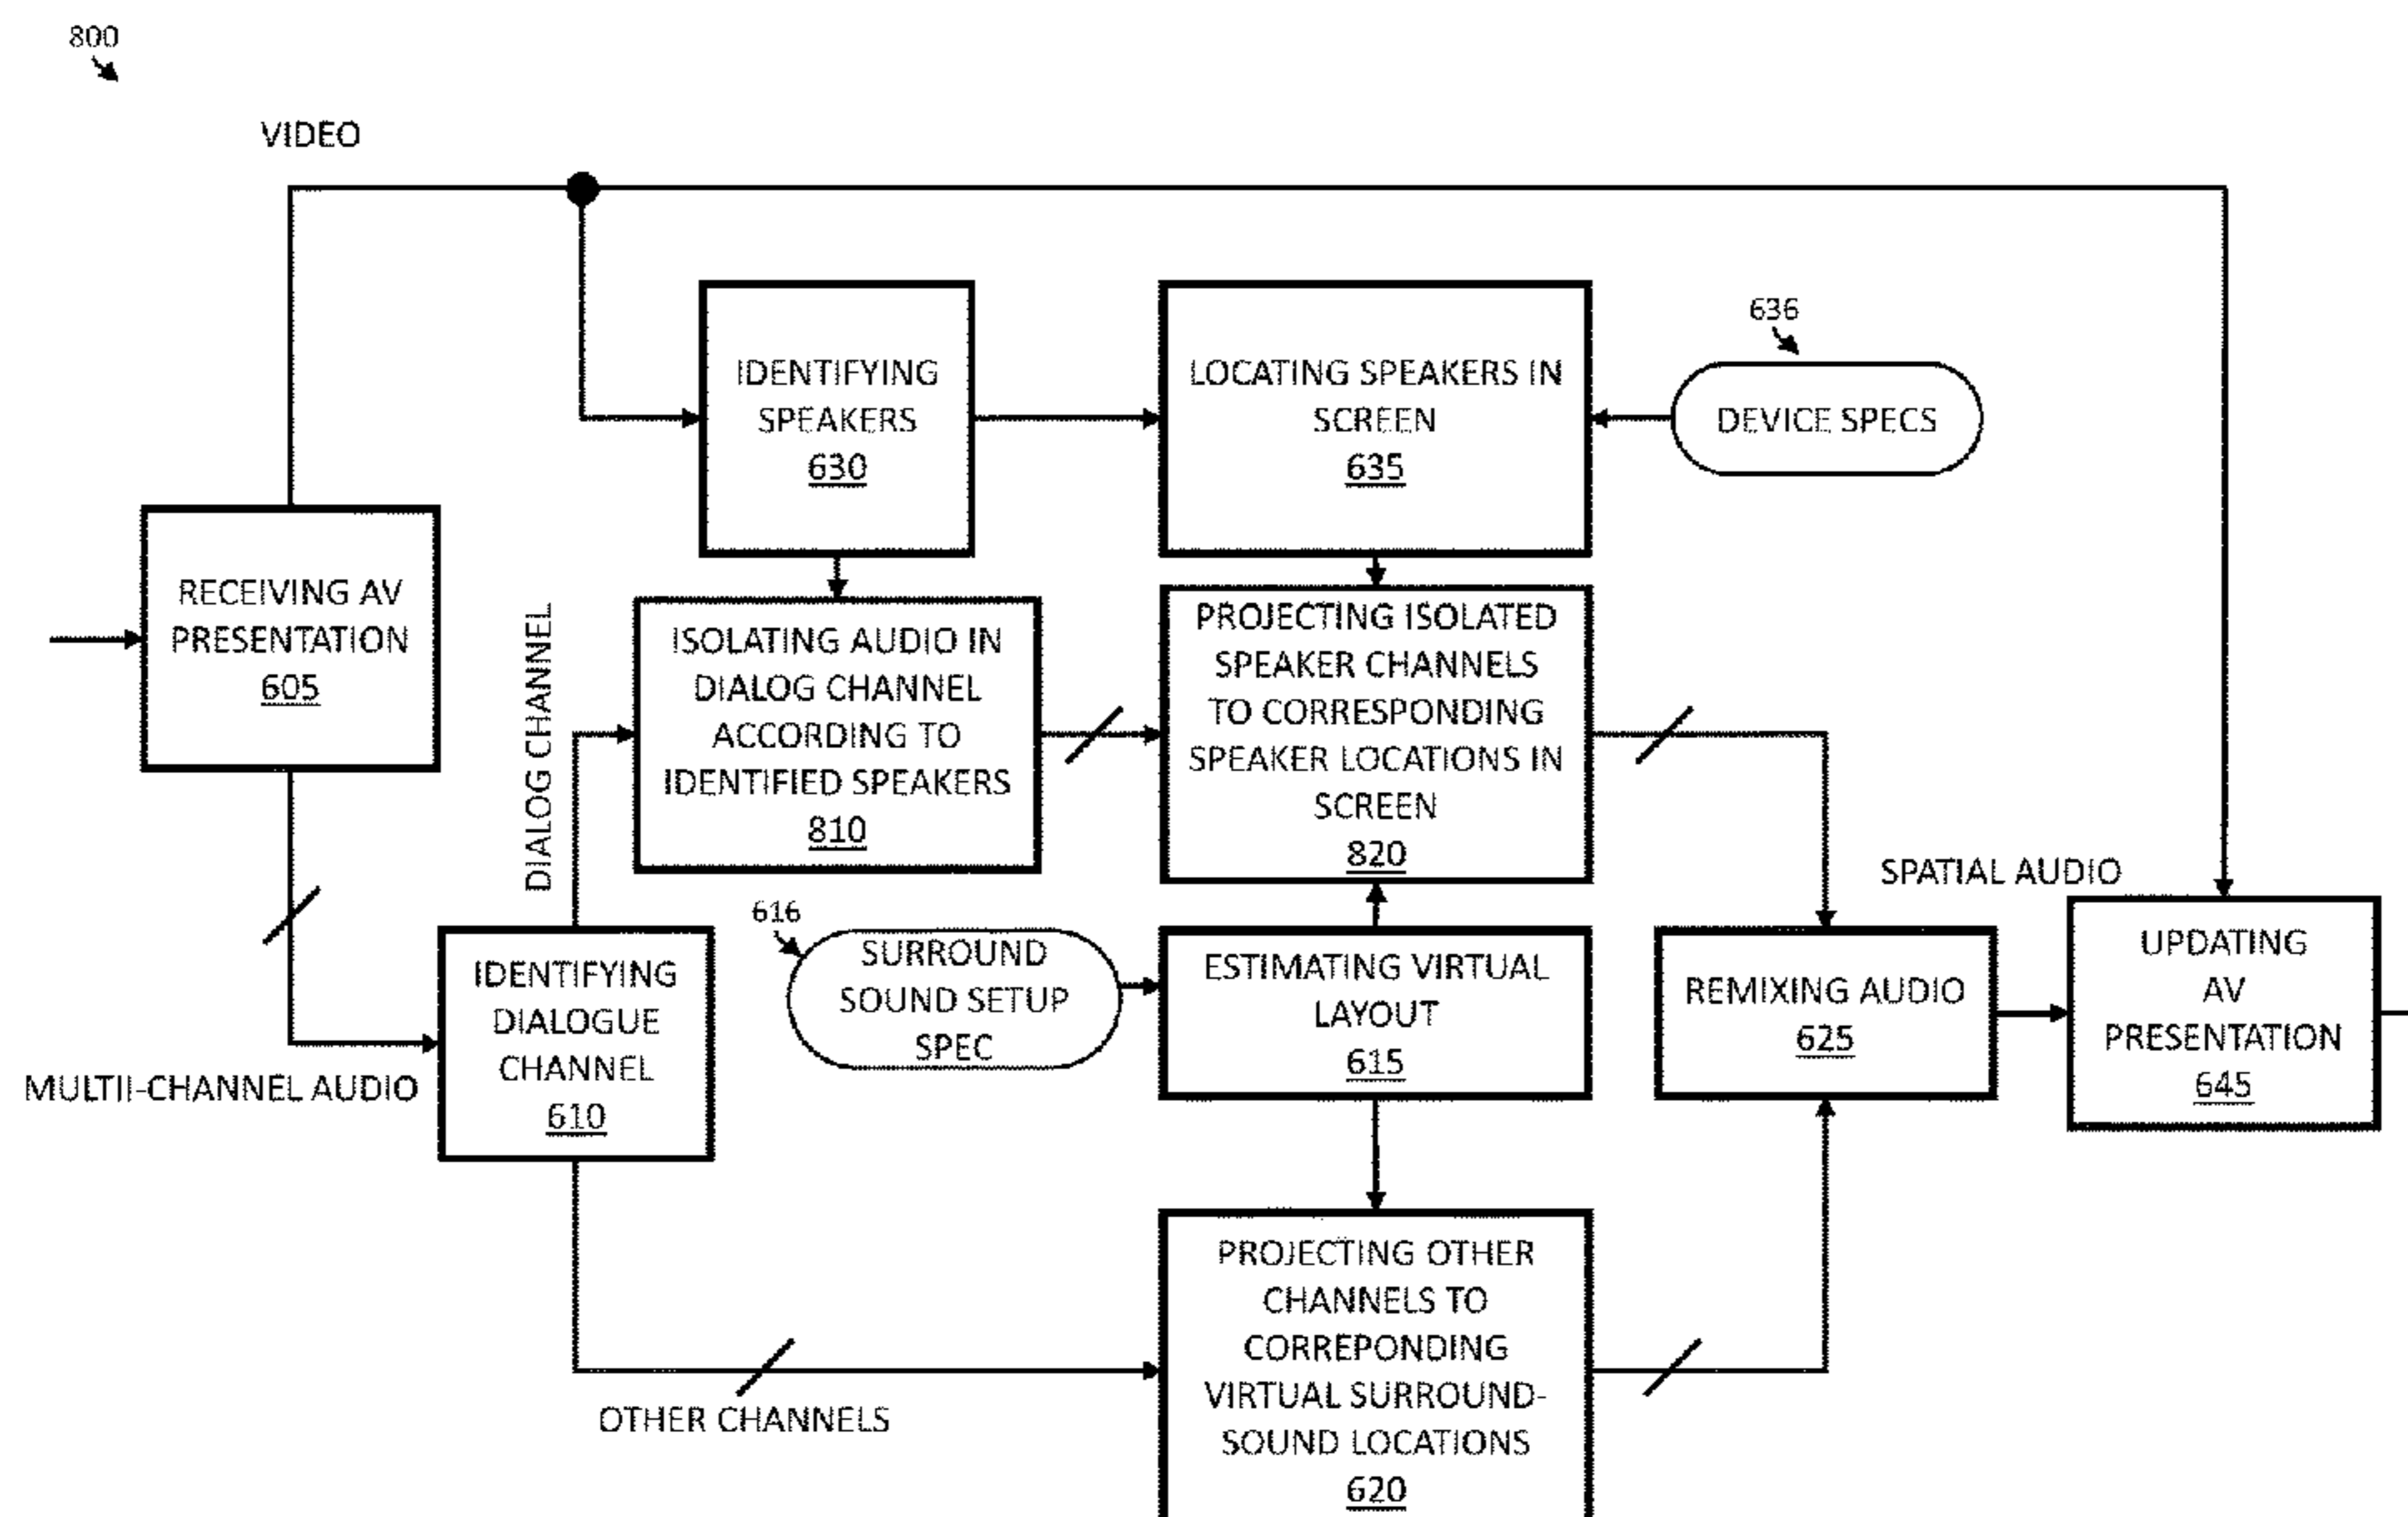 800
VIDEO
IDENTIFYING
SPEAKERS
630
LOCATING SPEAKERS IN
SCREEN
635
636
DEVICE SPECS
RECEIVING AV
PRESENTATION
605
DIALOG CHANNEL
ISOLATING AUDIO IN
DIALOG CHANNEL
ACCORDING TO
IDENTIFIED SPEAKERS
810
PROJECTING ISOLATED
SPEAKER CHANNELS
TO CORRESPONDING
SPEAKER LOCATIONS IN
SCREEN
820
MULTII-CHANNEL AUDIO
IDENTIFYING
DIALOGUE
CHANNEL
610
616
SURROUND
SOUND SETUP
SPEC
ESTIMATING VIRTUAL
LAYOUT
615
REMIXING AUDIO
625
SPATIAL AUDIO
UPDATING
AV
PRESENTATION
645
OTHER CHANNELS
PROJECTING OTHER
CHANNELS TO
CORREPONDING
VIRTUAL SURROUND-
SOUND LOCATIONS
620